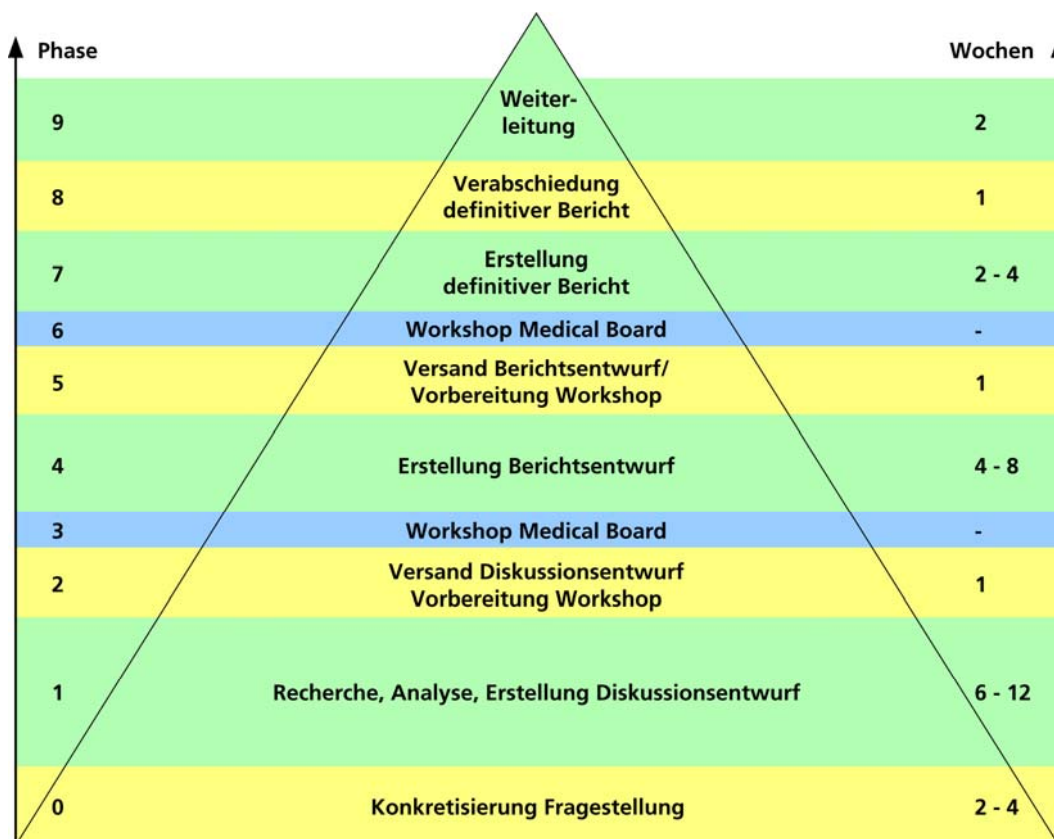 Phase
Wochen
9
Weiter-
leitung
2
8
Verabschiedung
definitiver Bericht
1
7
Erstellung
definitiver Bericht
2 - 4
6
Workshop Medical Board
-
5
Versand Berichtsentwurf/
Vorbereitung Workshop
1
4
Erstellung Berichtsentwurf
4 - 8
3
Workshop Medical Board
-
2
Versand Diskussionsentwurf
Vorbereitung Workshop
1
1
Recherche, Analyse, Erstellung Diskussionsentwurf
6 - 12
0
Konkretisierung Fragestellung
2 - 4